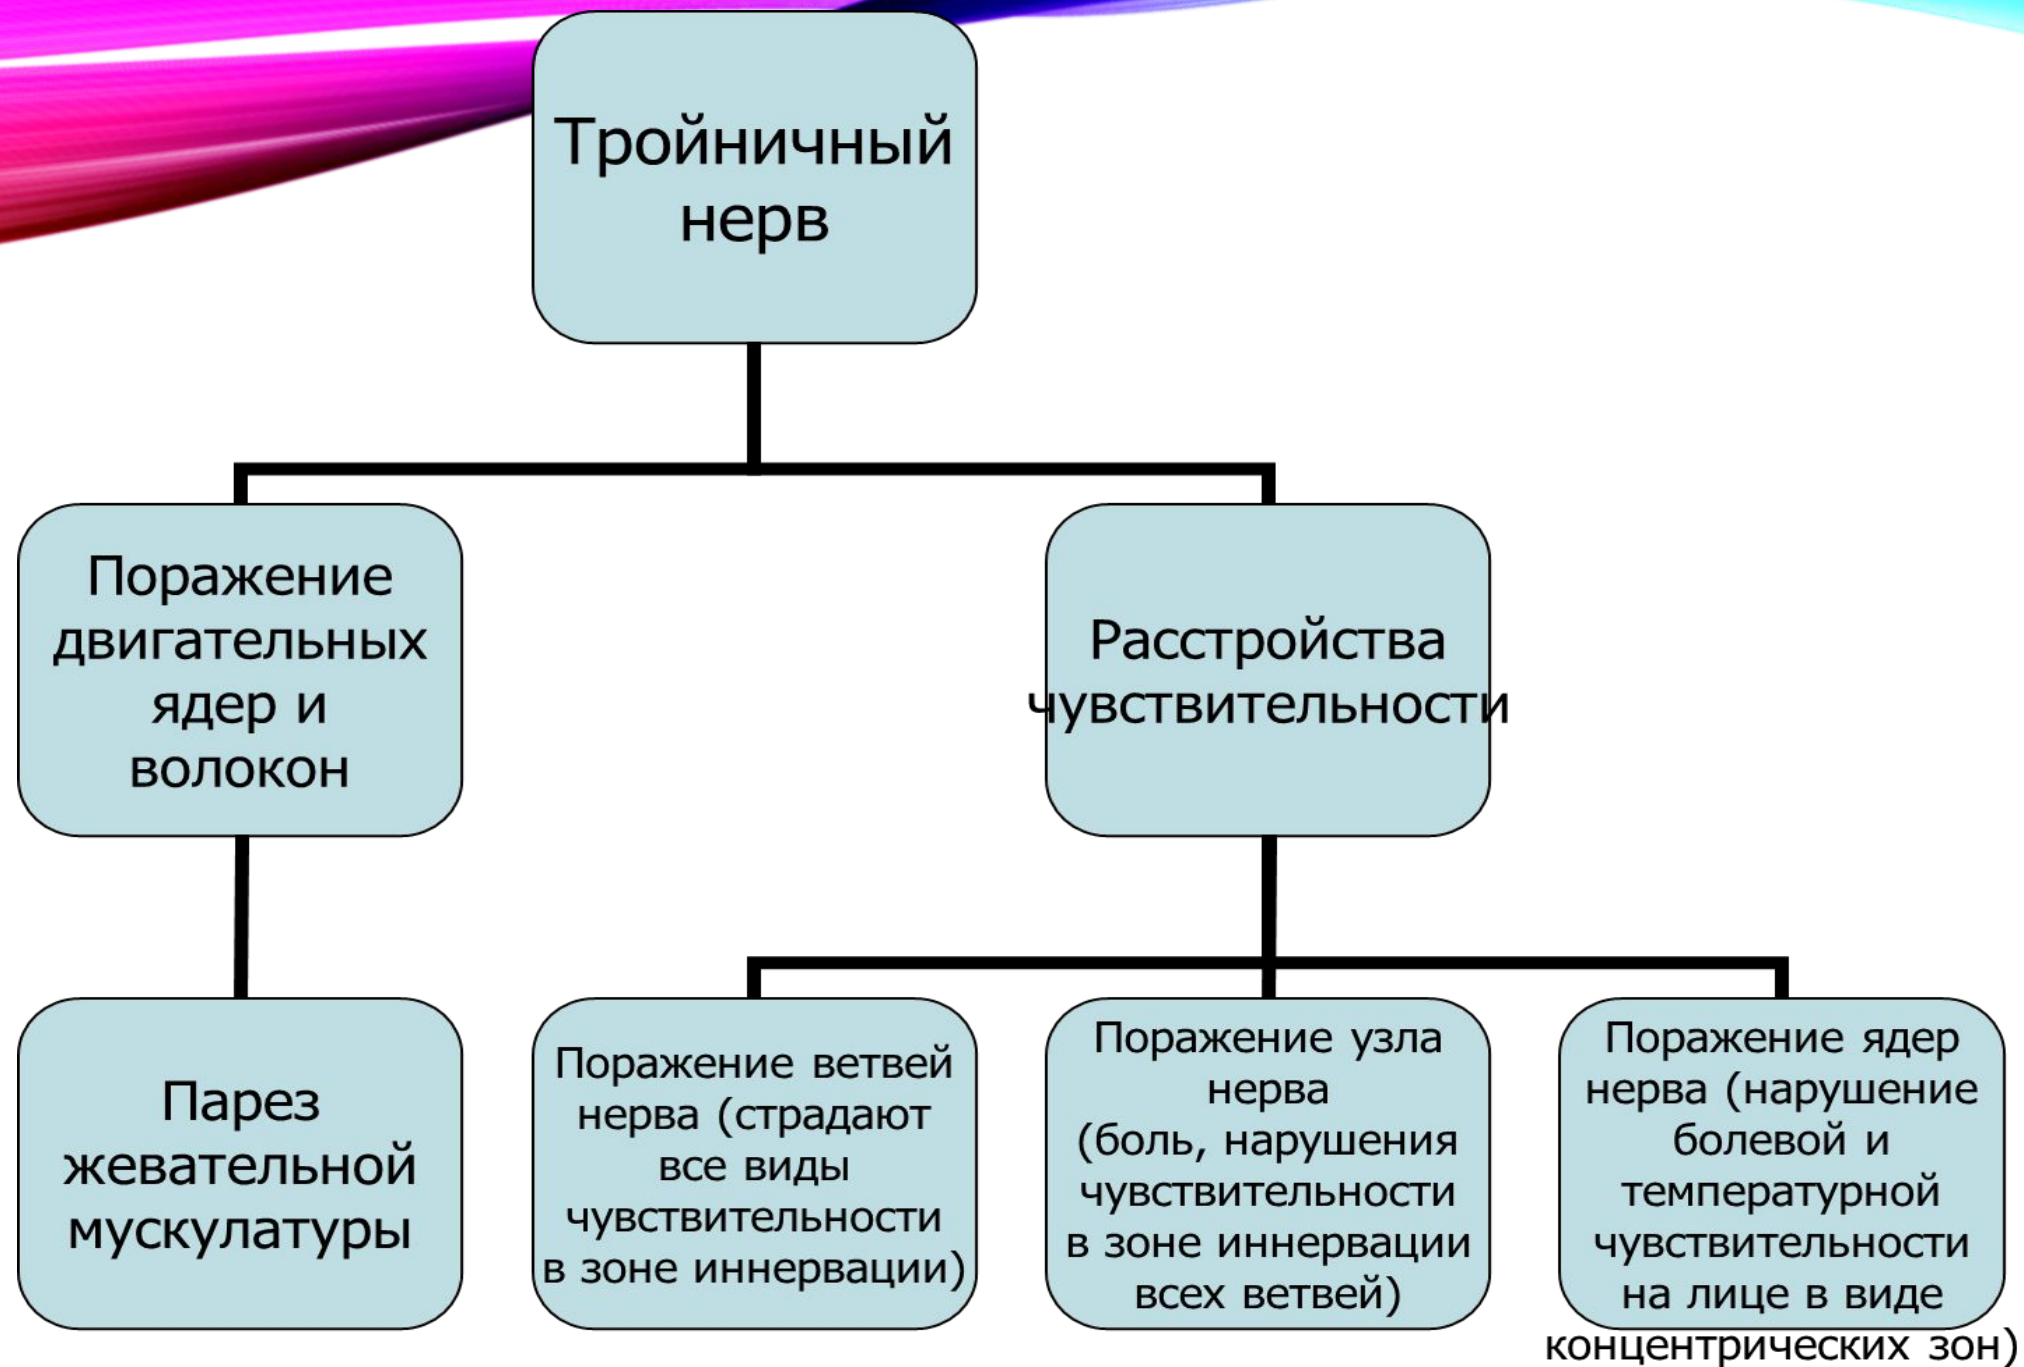 Тройничный
нерв
Поражение
двигательных
ядер и
волокон
Расстройства
чувствительности
Парез
жевательной
мускулатуры
Поражение ветвей
нерва (страдают
все виды
чувствительности
в зоне иннервации)
Поражение узла
нерва
(боль, нарушения
чувствительности
в зоне иннервации
всех ветвей)
Поражение ядер
нерва (нарушение
болевой и
температурной
чувствительности
на лице в виде
концентрических зон)